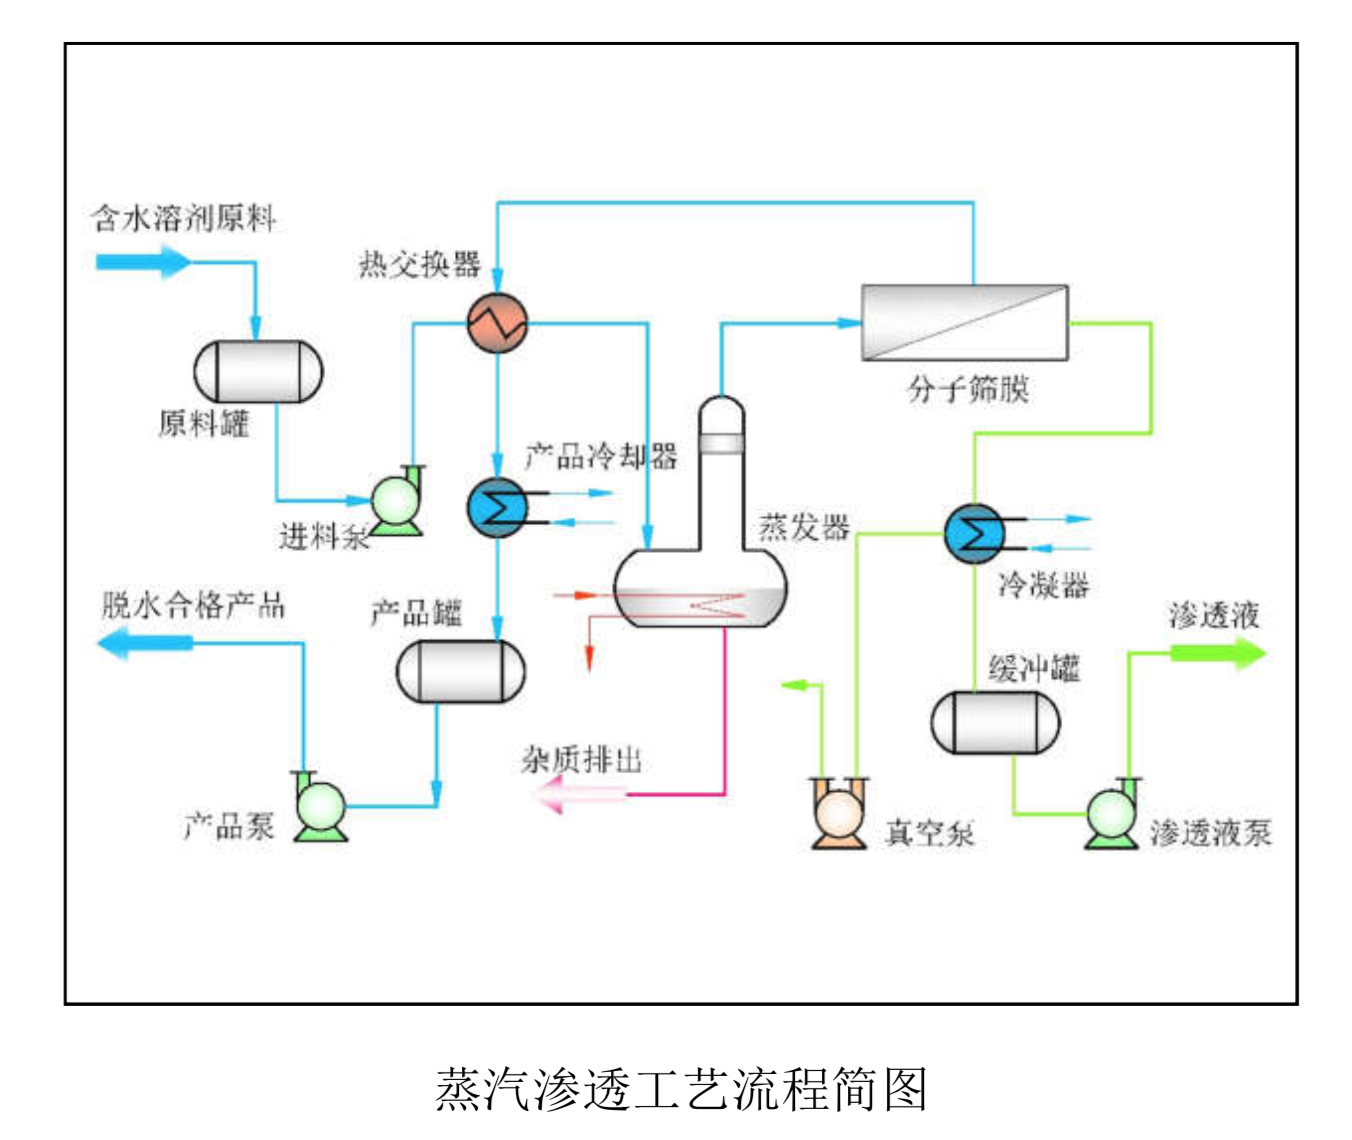 含水溶剂原料
热交换器
分子筛膜
原料罐
产品冷却器
进料泵
蒸发器
冷凝器
脱水合格产品
产品罐
渗透液
缓冲罐
杂质排出
产品泵
真空泵
渗透液泵
蒸汽渗透工艺流程简图